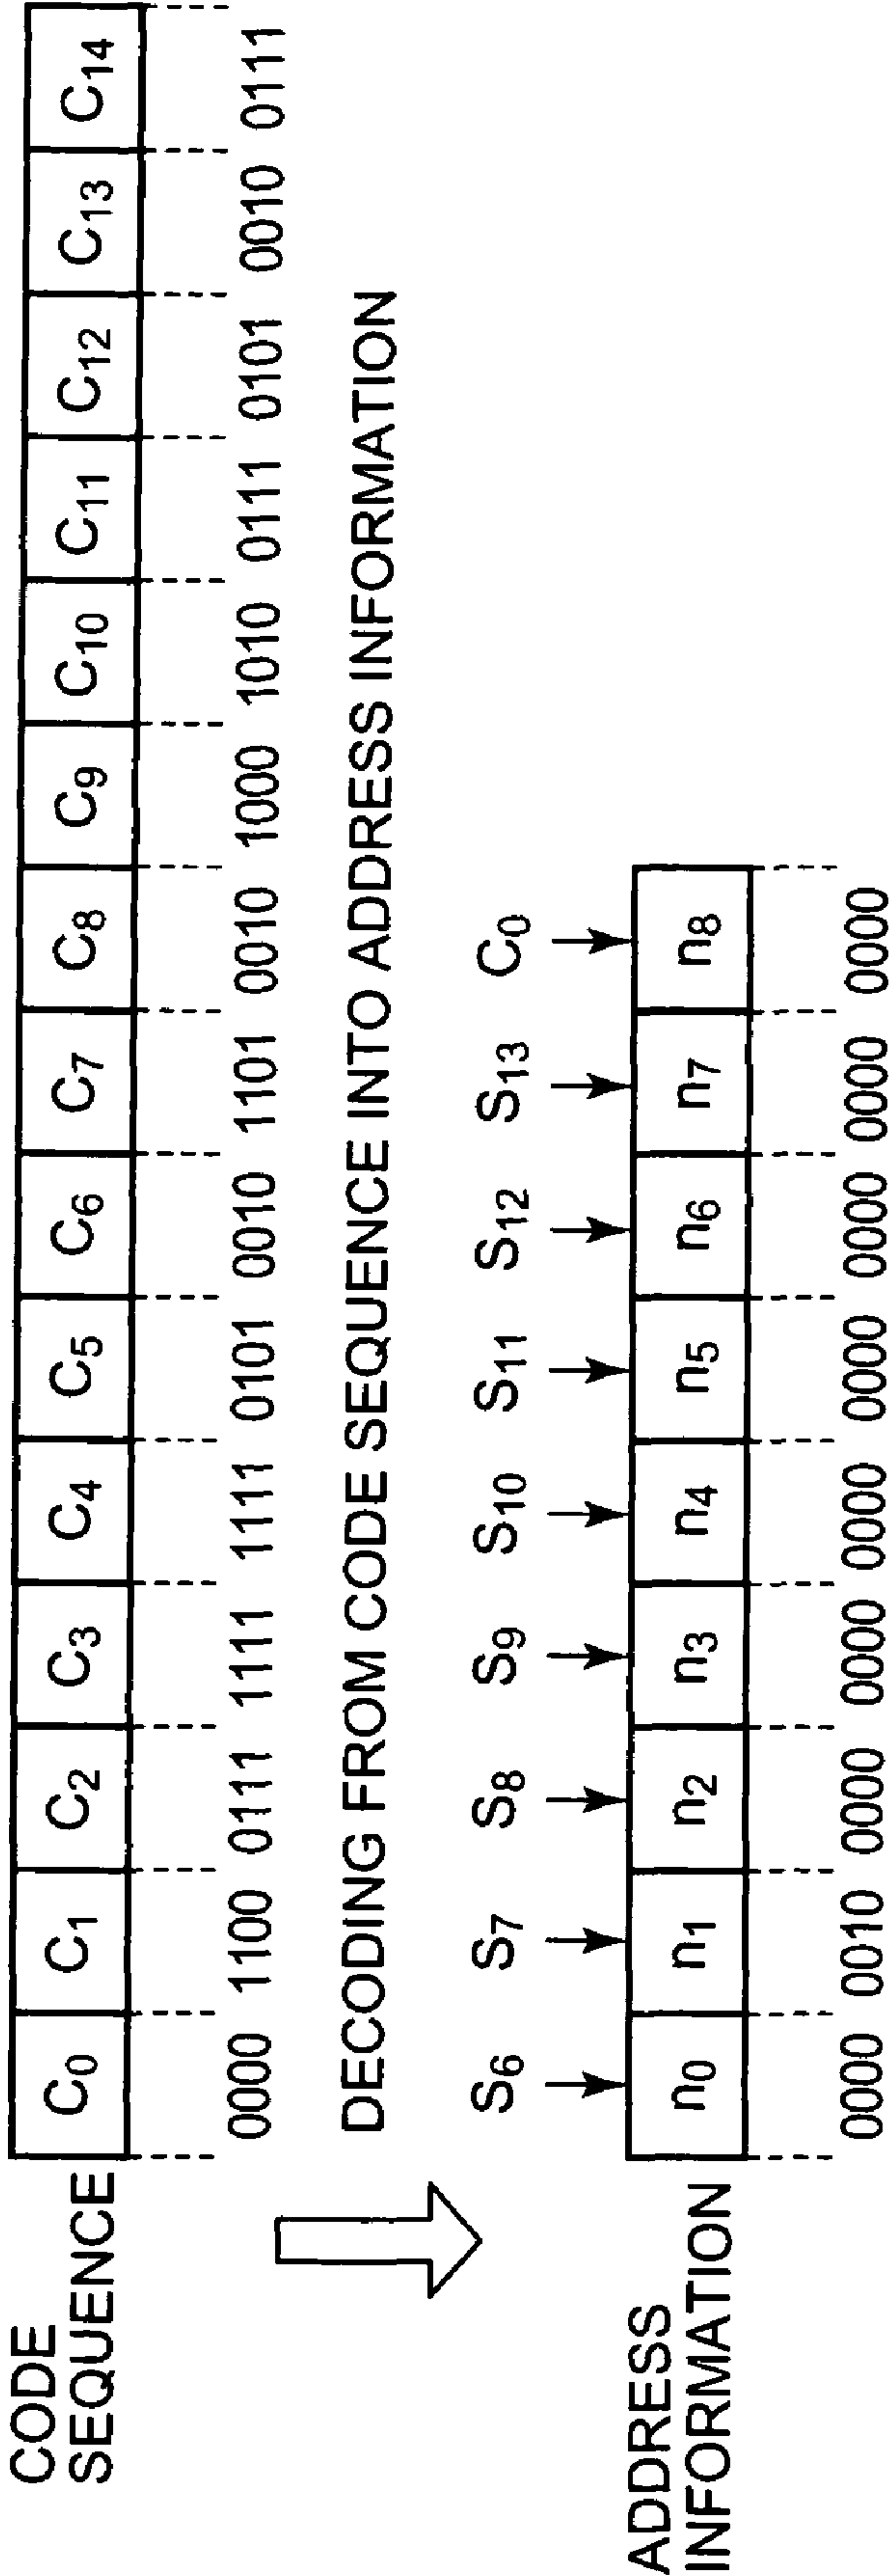 CODE
SEQUENCE
C0 C1 C2 C3 C4 C5 C6 C7 C8 C9 C10 C11 C12 C13 C14
0000 1100 0111 1111 1111 0101 0010 1101 0010 1000 1010 0111 0101 0010 0111
DECODING FROM CODE SEQUENCE INTO ADDRESS INFORMATION
S6 S7 S8 S9 S10 S11 S12 S13 C0
ADDRESS
INFORMATION
n0 n1 n2 n3 n4 n5 n6 n7 n8
0000 0010 0000 0000 0000 0000 0000 0000 0000